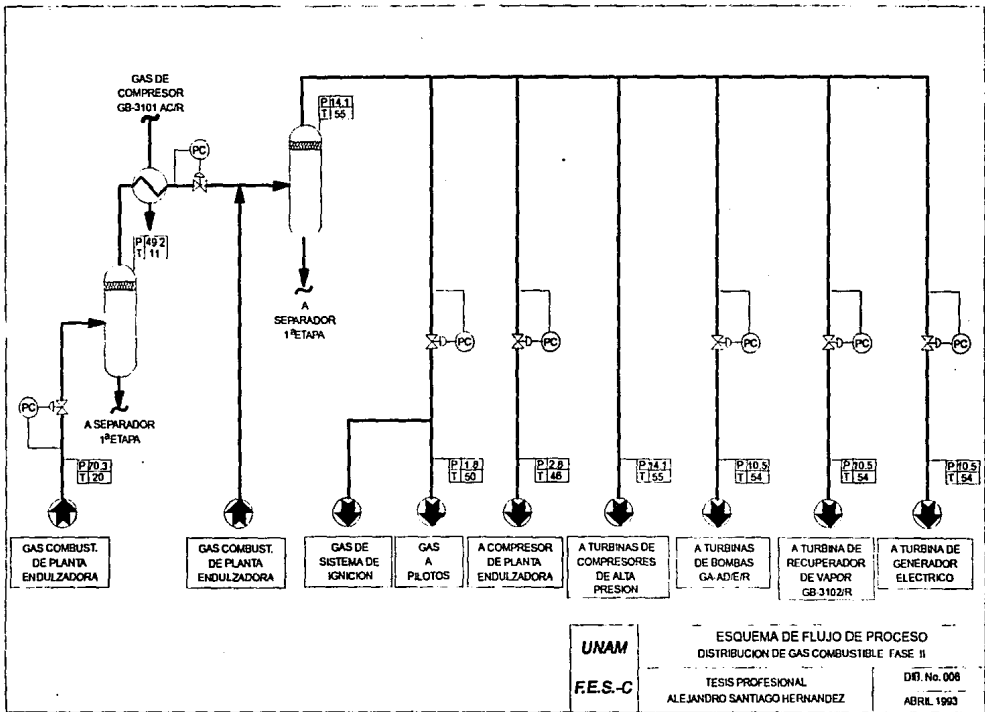 GAS DE
COMPRESOR
GB-3101 AC/R
PC
P 14.1
T 55
P 49.2
T 11
A
SEPARADOR
1ª ETAPA
PC
A SEPARADOR
1ª ETAPA
P 70.3
T 20
PC
PC
PC
PC
PC
P 1.8
T 50
P 2.8
T 46
P 14.1
T 55
P 10.5
T 54
P 10.5
T 54
P 10.5
T 54
GAS COMBUST.
DE PLANTA
ENDULZADORA
GAS COMBUST.
DE PLANTA
ENDULZADORA
GAS DE
SISTEMA DE
IGNICION
GAS
A
PILOTOS
A COMPRESOR
DE PLANTA
ENDULZADORA
A TURBINAS DE
COMPRESORES
DE ALTA
PRESION
A TURBINAS
DE BOMBAS
GA-AD/E/R
A TURBINA DE
RECUPERADOR
DE VAPOR
GB-3102/R
A TURBINA DE
GENERADOR
ELECTRICO
UNAM
F.E.S.-C
ESQUEMA DE FLUJO DE PROCESO
DISTRIBUCION DE GAS COMBUSTIBLE FASE II
TESIS PROFESIONAL
ALEJANDRO SANTIAGO HERNANDEZ
DIB. No. 006
ABRIL 1993